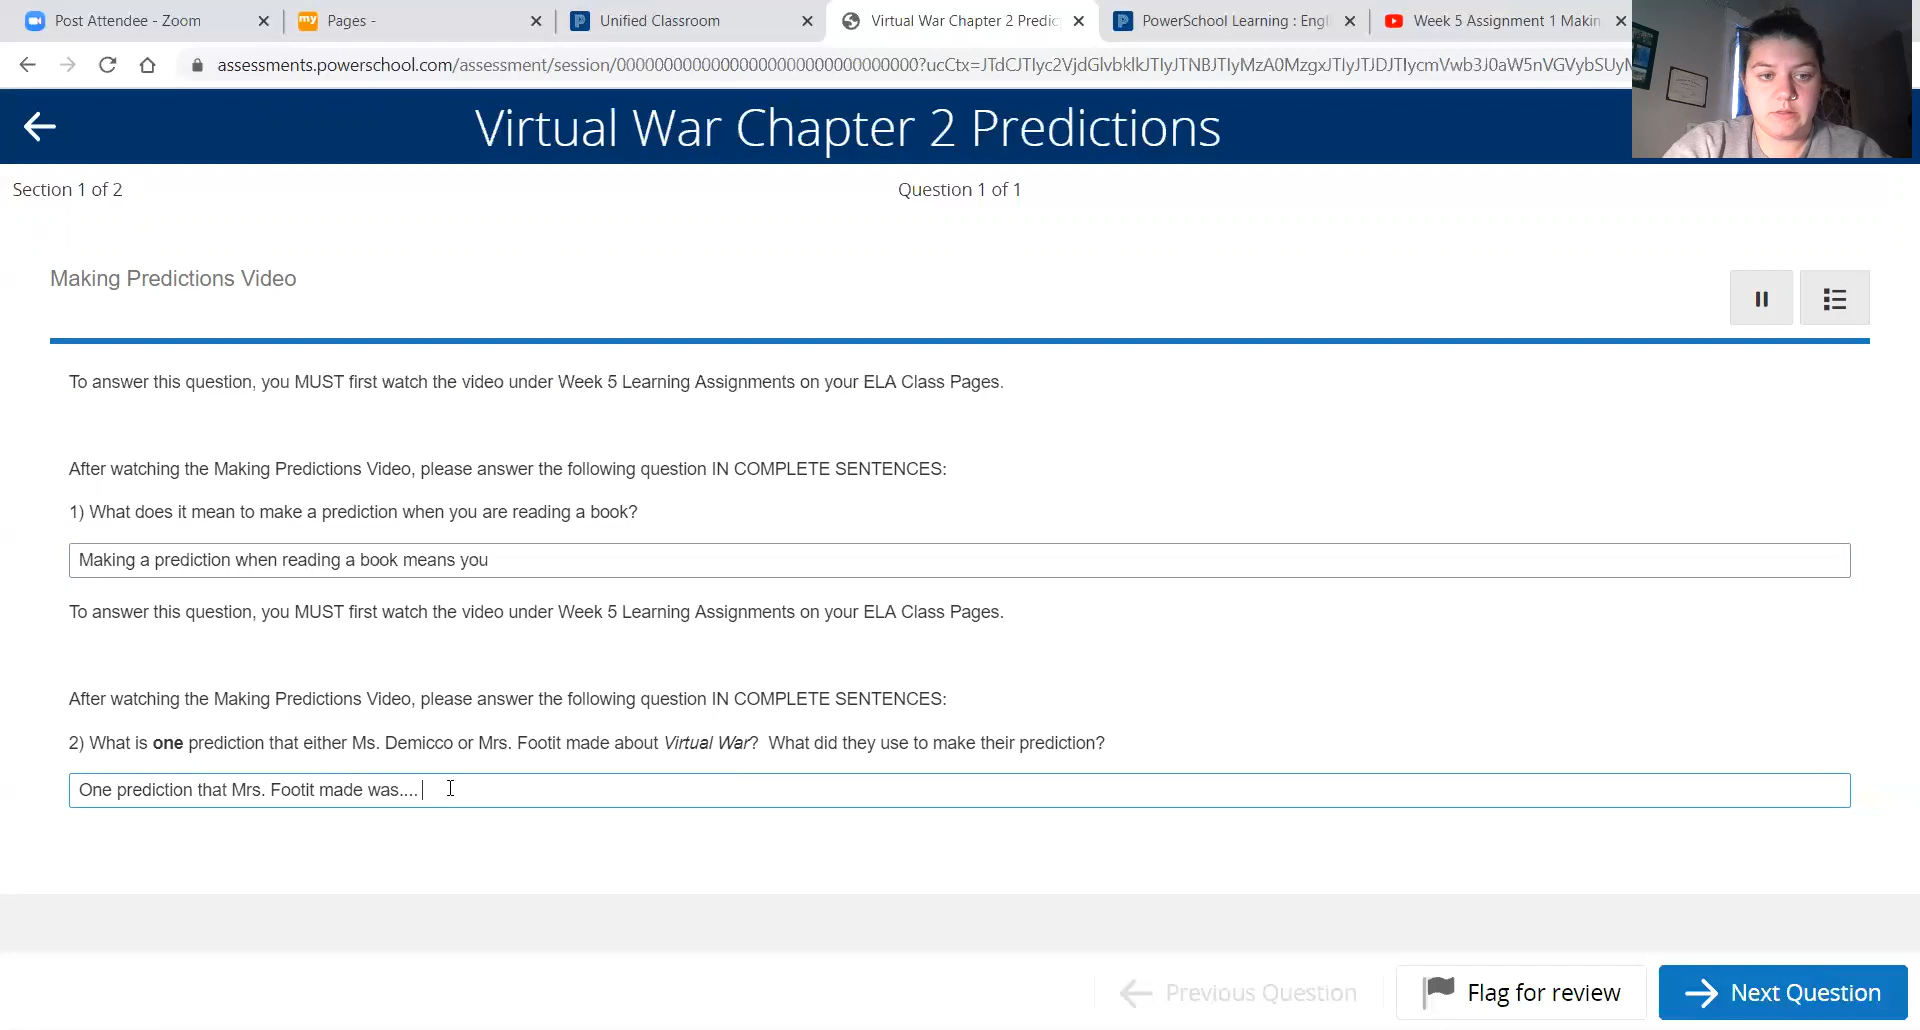 Post Attendee - Zoom
my Pages -
Unified Classroom
Virtual War Chapter 2 Predic
PowerSchool Learning : Engl
Week 5 Assignment 1 Makin
Virtual War Chapter 2 Predictions
Section 1 of 2
Question 1 of 1
Making Predictions Video
To answer this question, you MUST first watch the video under Week 5 Learning Assignments on your ELA Class Pages.
After watching the Making Predictions Video, please answer the following question IN COMPLETE SENTENCES:
1) What does it mean to make a prediction when you are reading a book?
Making a prediction when reading a book means you
To answer this question, you MUST first watch the video under Week 5 Learning Assignments on your ELA Class Pages.
After watching the Making Predictions Video, please answer the following question IN COMPLETE SENTENCES:
2) What is one prediction that either Ms. Demicco or Mrs. Footit made about Virtual War? What did they use to make their prediction?
One prediction that Mrs. Footit made was....
Previous Question
Flag for review
Next Question